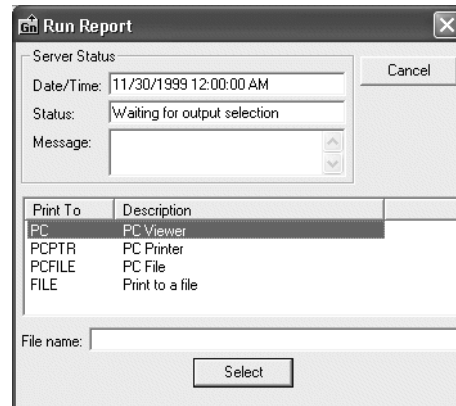 Gn Run Report
Server Status
Date/Time: 11/30/1999 12:00:00 AM
Cancel
Status: Waiting for output selection
Message:
Print To Description
PC PC Viewer
PCPTR PC Printer
PCFILE PC File
FILE Print to a file
File name:
Select